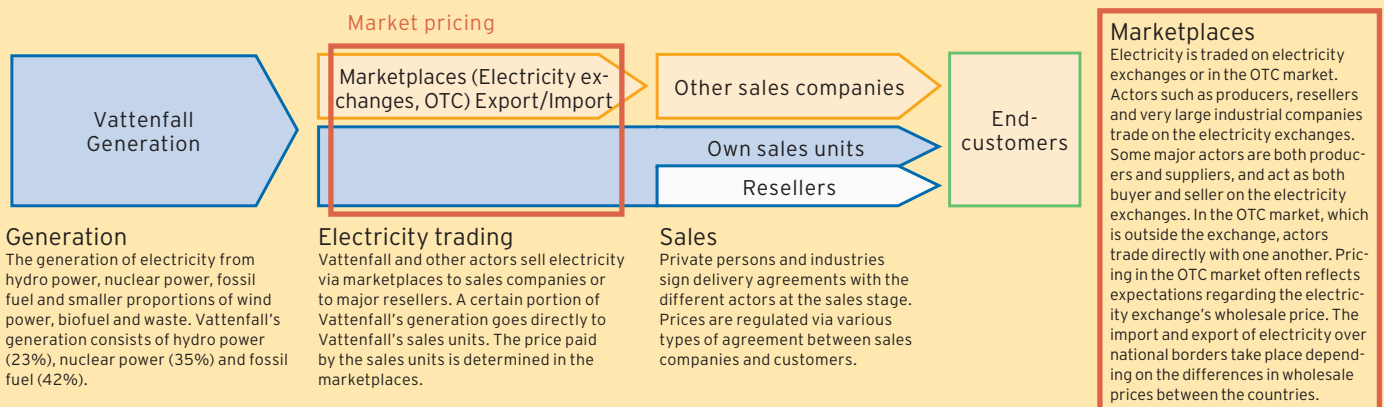 Market pricing
Vattenfall
Generation
Marketplaces (Electricity ex-
changes, OTC) Export/Import
Other sales companies
Own sales units
Resellers
End-
customers
Generation
The generation of electricity from
hydro power, nuclear power, fossil
fuel and smaller proportions of wind
power, biofuel and waste. Vattenfall's
generation consists of hydro power
(23%), nuclear power (35%) and fossil
fuel (42%).
Electricity trading
Vattenfall and other actors sell electricity
via marketplaces to sales companies or
to major resellers. A certain portion of
Vattenfall's generation goes directly to
Vattenfall's sales units. The price paid
by the sales units is determined in the
marketplaces.
Sales
Private persons and industries
sign delivery agreements with the
different actors at the sales stage.
Prices are regulated via various
types of agreement between sales
companies and customers.
Marketplaces
Electricity is traded on electricity
exchanges or in the OTC market.
Actors such as producers, resellers
and very large industrial companies
trade on the electricity exchanges.
Some major actors are both produc-
ers and suppliers, and act as both
buyer and seller on the electricity
exchanges. In the OTC market, which
is outside the exchange, actors
trade directly with one another. Pric-
ing in the OTC market often reflects
expectations regarding the electric-
ity exchange's wholesale price. The
import and export of electricity over
national borders take place depend-
ing on the differences in wholesale
prices between the countries.